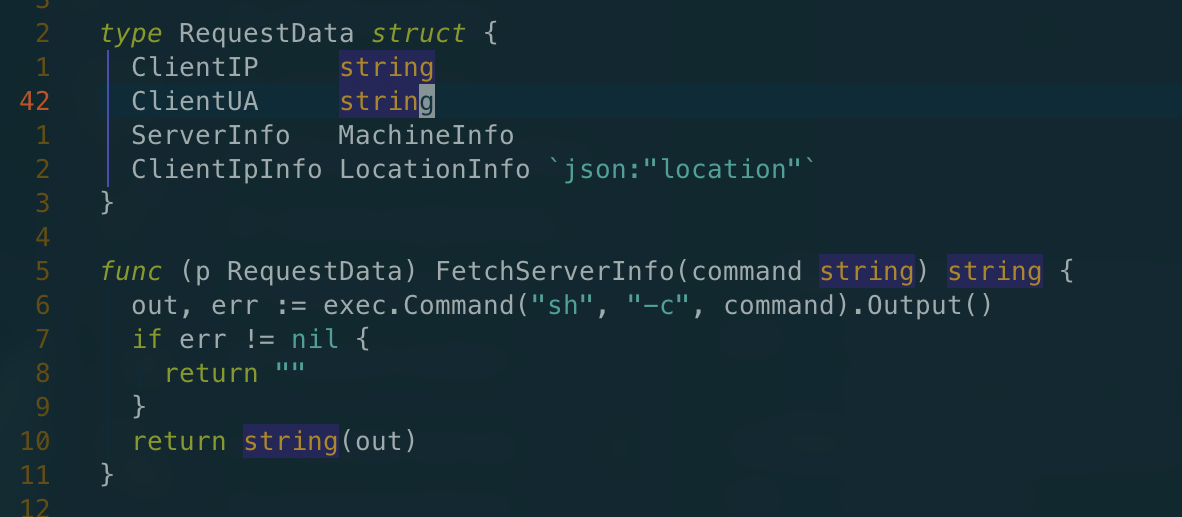 3
2 type RequestData struct {
1 ClientIP string
42 ClientUA string
1 ServerInfo MachineInfo
2 ClientIpInfo LocationInfo `json:"location"`
3 }
4
5 func (p RequestData) FetchServerInfo(command string) string {
6 out, err := exec.Command("sh", "-c", command).Output()
7 if err != nil {
8 return ""
9 }
10 return string(out)
11 }
12